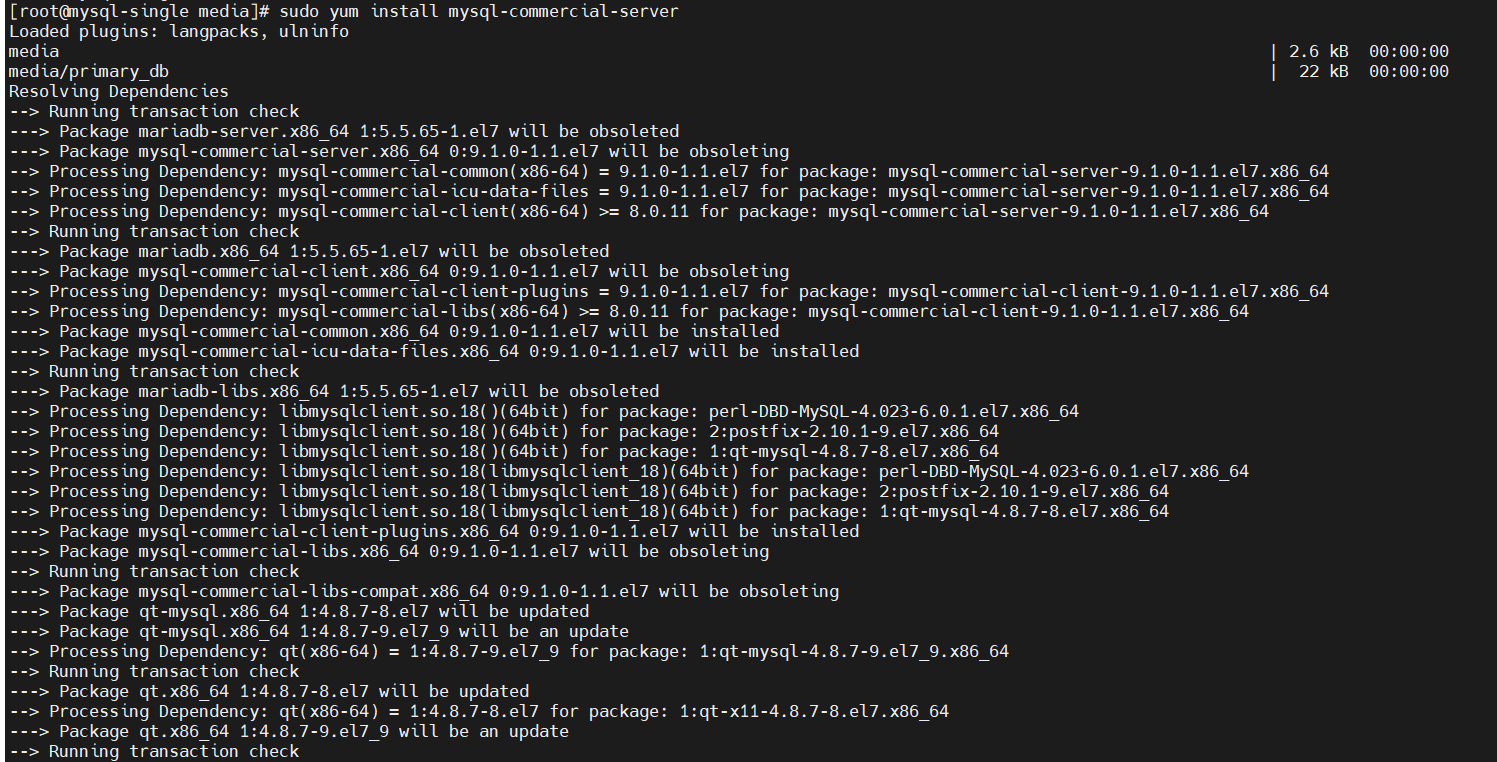 [root@mysql-single media]# sudo yum install mysql-commercial-server
Loaded plugins: langpacks, ulninfo
media | 2.6 kB 00:00:00
media/primary_db | 22 kB 00:00:00
Resolving Dependencies
--> Running transaction check
---> Package mariadb-server.x86_64 1:5.5.65-1.el7 will be obsoleted
---> Package mysql-commercial-server.x86_64 0:9.1.0-1.1.el7 will be obsoleting
--> Processing Dependency: mysql-commercial-common(x86-64) = 9.1.0-1.1.el7 for package: mysql-commercial-server-9.1.0-1.1.el7.x86_64
--> Processing Dependency: mysql-commercial-icu-data-files = 9.1.0-1.1.el7 for package: mysql-commercial-server-9.1.0-1.1.el7.x86_64
--> Processing Dependency: mysql-commercial-client(x86-64) >= 8.0.11 for package: mysql-commercial-server-9.1.0-1.1.el7.x86_64
--> Running transaction check
---> Package mariadb.x86_64 1:5.5.65-1.el7 will be obsoleted
---> Package mysql-commercial-client.x86_64 0:9.1.0-1.1.el7 will be obsoleting
--> Processing Dependency: mysql-commercial-client-plugins = 9.1.0-1.1.el7 for package: mysql-commercial-client-9.1.0-1.1.el7.x86_64
--> Processing Dependency: mysql-commercial-libs(x86-64) >= 8.0.11 for package: mysql-commercial-client-9.1.0-1.1.el7.x86_64
---> Package mysql-commercial-common.x86_64 0:9.1.0-1.1.el7 will be installed
---> Package mysql-commercial-icu-data-files.x86_64 0:9.1.0-1.1.el7 will be installed
--> Running transaction check
---> Package mariadb-libs.x86_64 1:5.5.65-1.el7 will be obsoleted
--> Processing Dependency: libmysqlclient.so.18()(64bit) for package: perl-DBD-MySQL-4.023-6.0.1.el7.x86_64
--> Processing Dependency: libmysqlclient.so.18()(64bit) for package: 2:postfix-2.10.1-9.el7.x86_64
--> Processing Dependency: libmysqlclient.so.18()(64bit) for package: 1:qt-mysql-4.8.7-8.el7.x86_64
--> Processing Dependency: libmysqlclient.so.18(libmysqlclient_18)(64bit) for package: perl-DBD-MySQL-4.023-6.0.1.el7.x86_64
--> Processing Dependency: libmysqlclient.so.18(libmysqlclient_18)(64bit) for package: 2:postfix-2.10.1-9.el7.x86_64
--> Processing Dependency: libmysqlclient.so.18(libmysqlclient_18)(64bit) for package: 1:qt-mysql-4.8.7-8.el7.x86_64
---> Package mysql-commercial-client-plugins.x86_64 0:9.1.0-1.1.el7 will be installed
---> Package mysql-commercial-libs.x86_64 0:9.1.0-1.1.el7 will be obsoleting
--> Running transaction check
---> Package mysql-commercial-libs-compat.x86_64 0:9.1.0-1.1.el7 will be obsoleting
---> Package qt-mysql.x86_64 1:4.8.7-8.el7 will be updated
---> Package qt-mysql.x86_64 1:4.8.7-9.el7_9 will be an update
--> Processing Dependency: qt(x86-64) = 1:4.8.7-9.el7_9 for package: 1:qt-mysql-4.8.7-9.el7_9.x86_64
--> Running transaction check
---> Package qt.x86_64 1:4.8.7-8.el7 will be updated
--> Processing Dependency: qt(x86-64) = 1:4.8.7-8.el7 for package: 1:qt-x11-4.8.7-8.el7.x86_64
---> Package qt.x86_64 1:4.8.7-9.el7_9 will be an update
--> Running transaction check